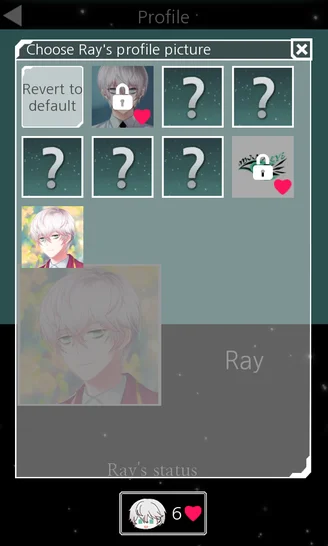 Profile
Choose Ray's profile picture
Revert to
default
?
?
?
?
?
Ray
Ray's status
6